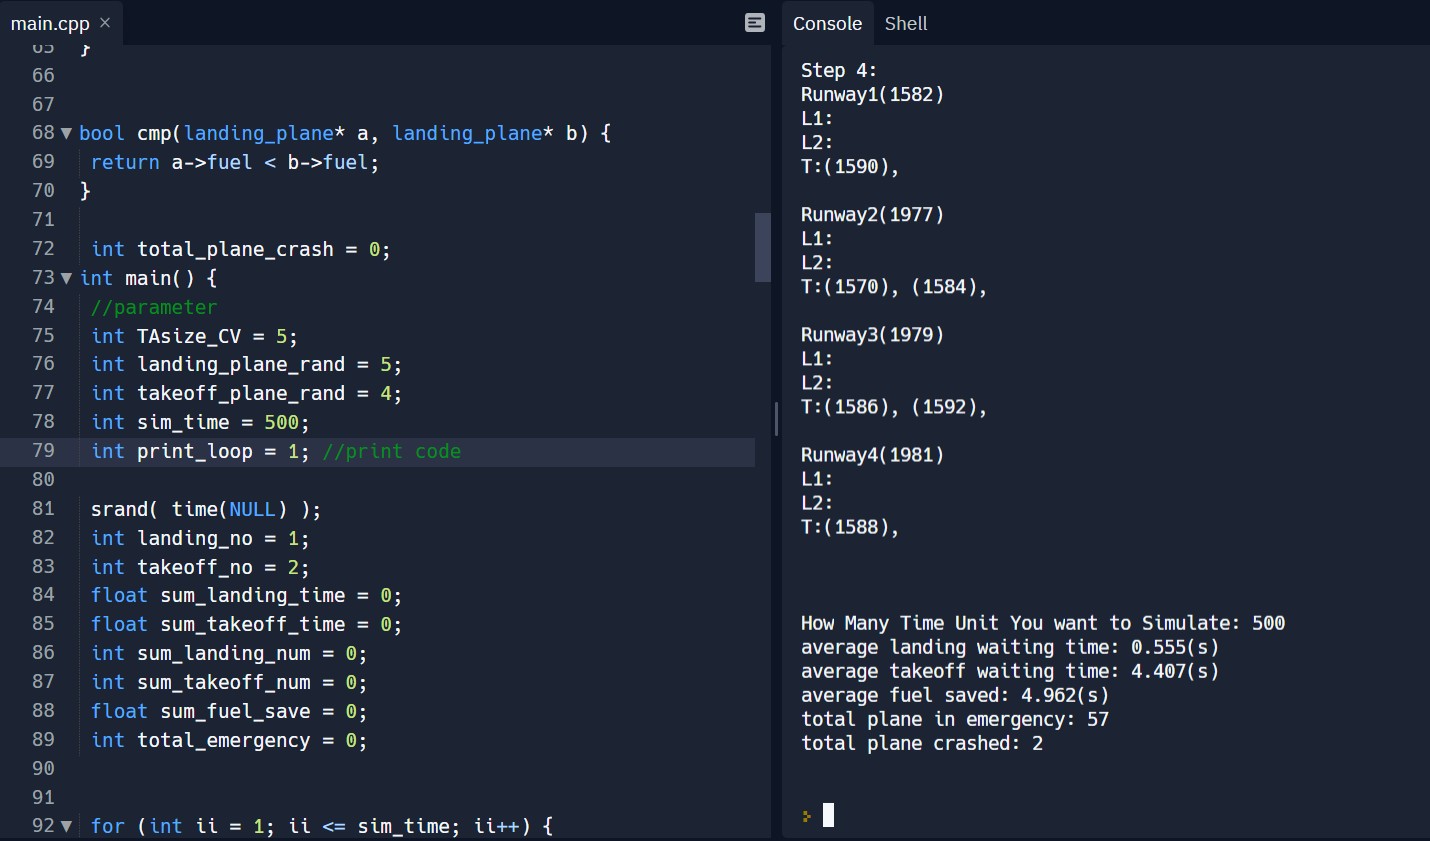 main.cpp ×
65 }
66
67
68 ▼ bool cmp(landing_plane* a, landing_plane* b) {
69 return a->fuel < b->fuel;
70 }
71
72 int total_plane_crash = 0;
73 ▼ int main() {
74 //parameter
75 int TAsize_CV = 5;
76 int landing_plane_rand = 5;
77 int takeoff_plane_rand = 4;
78 int sim_time = 500;
79 int print_loop = 1; //print code
80
81 srand( time(NULL) );
82 int landing_no = 1;
83 int takeoff_no = 2;
84 float sum_landing_time = 0;
85 float sum_takeoff_time = 0;
86 int sum_landing_num = 0;
87 int sum_takeoff_num = 0;
88 float sum_fuel_save = 0;
89 int total_emergency = 0;
90
91
92 ▼ for (int ii = 1; ii <= sim_time; ii++) {
Console Shell
Step 4:
Runway1(1582)
L1:
L2:
T:(1590),
Runway2(1977)
L1:
L2:
T:(1570), (1584),
Runway3(1979)
L1:
L2:
T:(1586), (1592),
Runway4(1981)
L1:
L2:
T:(1588),
How Many Time Unit You want to Simulate: 500
average landing waiting time: 0.555(s)
average takeoff waiting time: 4.407(s)
average fuel saved: 4.962(s)
total plane in emergency: 57
total plane crashed: 2